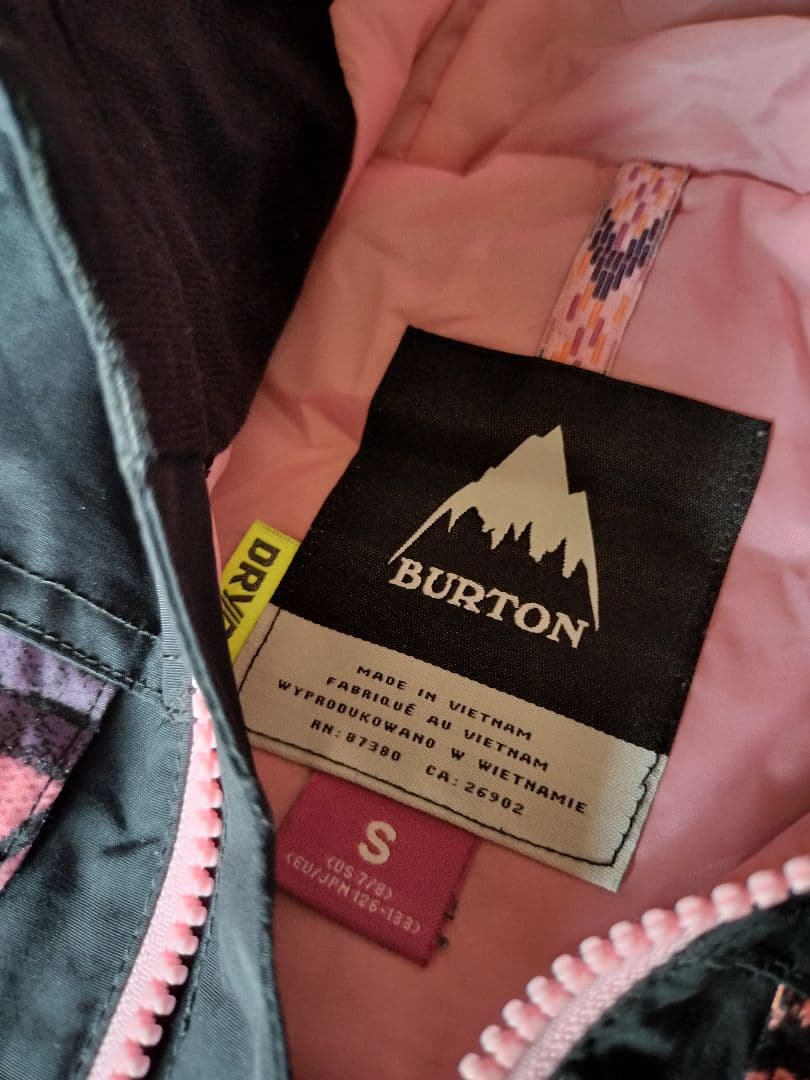 DRY
BURTON
MADE IN VIETNAM
FABRIQUÉ AU VIETNAM
WYPRODUKOWANO W WIETNAMIE
RN: 87380 CA: 26902
S
(US 7/8)
(EU/JPN 126-133)